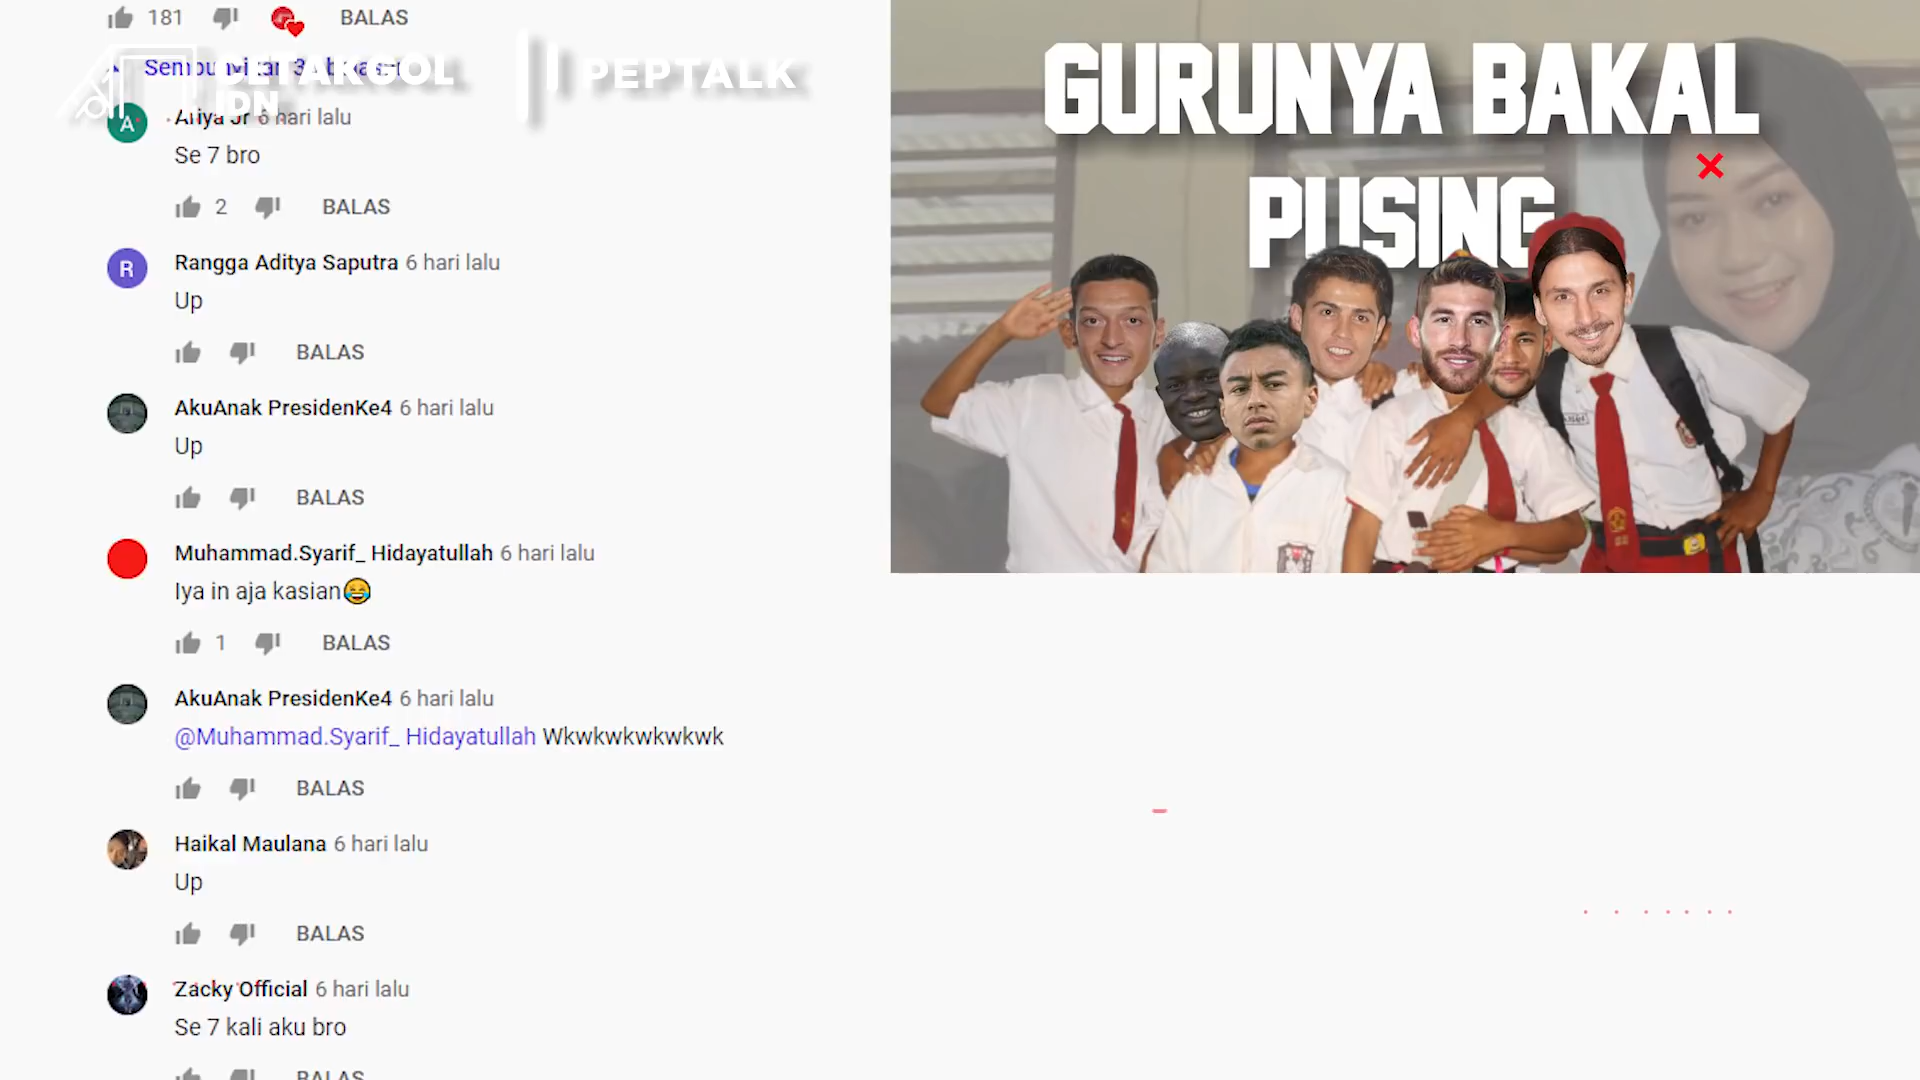 181 BALAS
CETAKGOL
IDN
PEPTALK
Aliya Jr 6 hari lalu
Se 7 bro
2 BALAS
Rangga Aditya Saputra 6 hari lalu
Up
BALAS
AkuAnak PresidenKe4 6 hari lalu
Up
BALAS
Muhammad.Syarif_ Hidayatullah 6 hari lalu
Iya in aja kasian😂
1 BALAS
AkuAnak PresidenKe4 6 hari lalu
@Muhammad.Syarif_ Hidayatullah Wkwkwkwkwkwk
BALAS
Haikal Maulana 6 hari lalu
Up
BALAS
Zacky Official 6 hari lalu
Se 7 kali aku bro
BALAS
GURUNYA BAKAL
PUSING